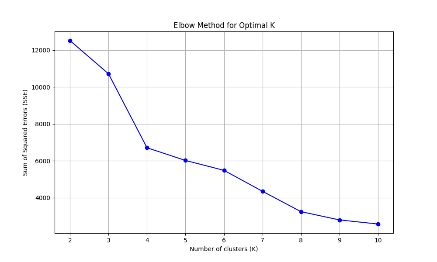 Elbow Method for Optimal K
12000
10000
8000
6000
4000
Sum of Squared Errors (SSE)
2 3 4 5 6 7 8 9 10
Number of clusters (K)